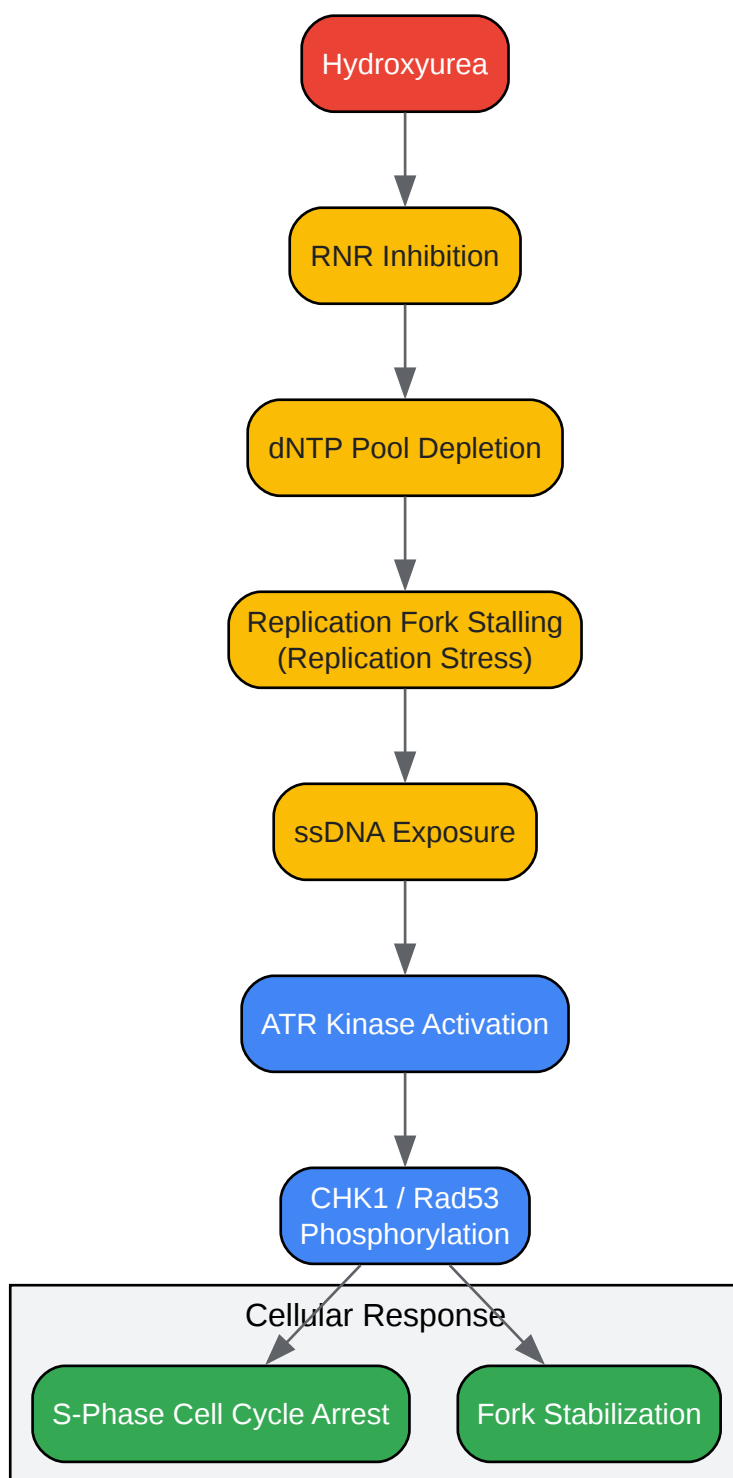 Hydroxyurea
RNR Inhibition
dNTP Pool Depletion
Replication Fork Stalling
(Replication Stress)
ssDNA Exposure
ATR Kinase Activation
CHK1 / Rad53
Phosphorylation
Cellular Response
S-Phase Cell Cycle Arrest
Fork Stabilization